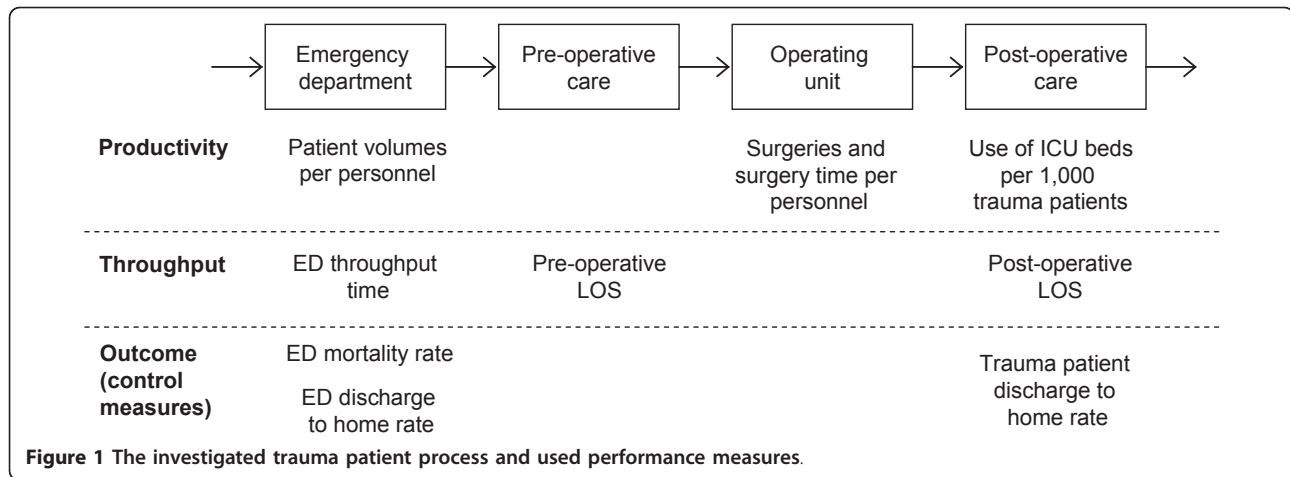 Emergency
department
Pre-operative
care
Operating
unit
Post-operative
care
Productivity
Patient volumes
per personnel
Surgeries and
surgery time per
personnel
Use of ICU beds
per 1,000
trauma patients
Throughput
ED throughput
time
Pre-operative
LOS
Post-operative
LOS
Outcome
(control
measures)
ED mortality rate
ED discharge
to home rate
Trauma patient
discharge to
home rate
Figure 1 The investigated trauma patient process and used performance measures.